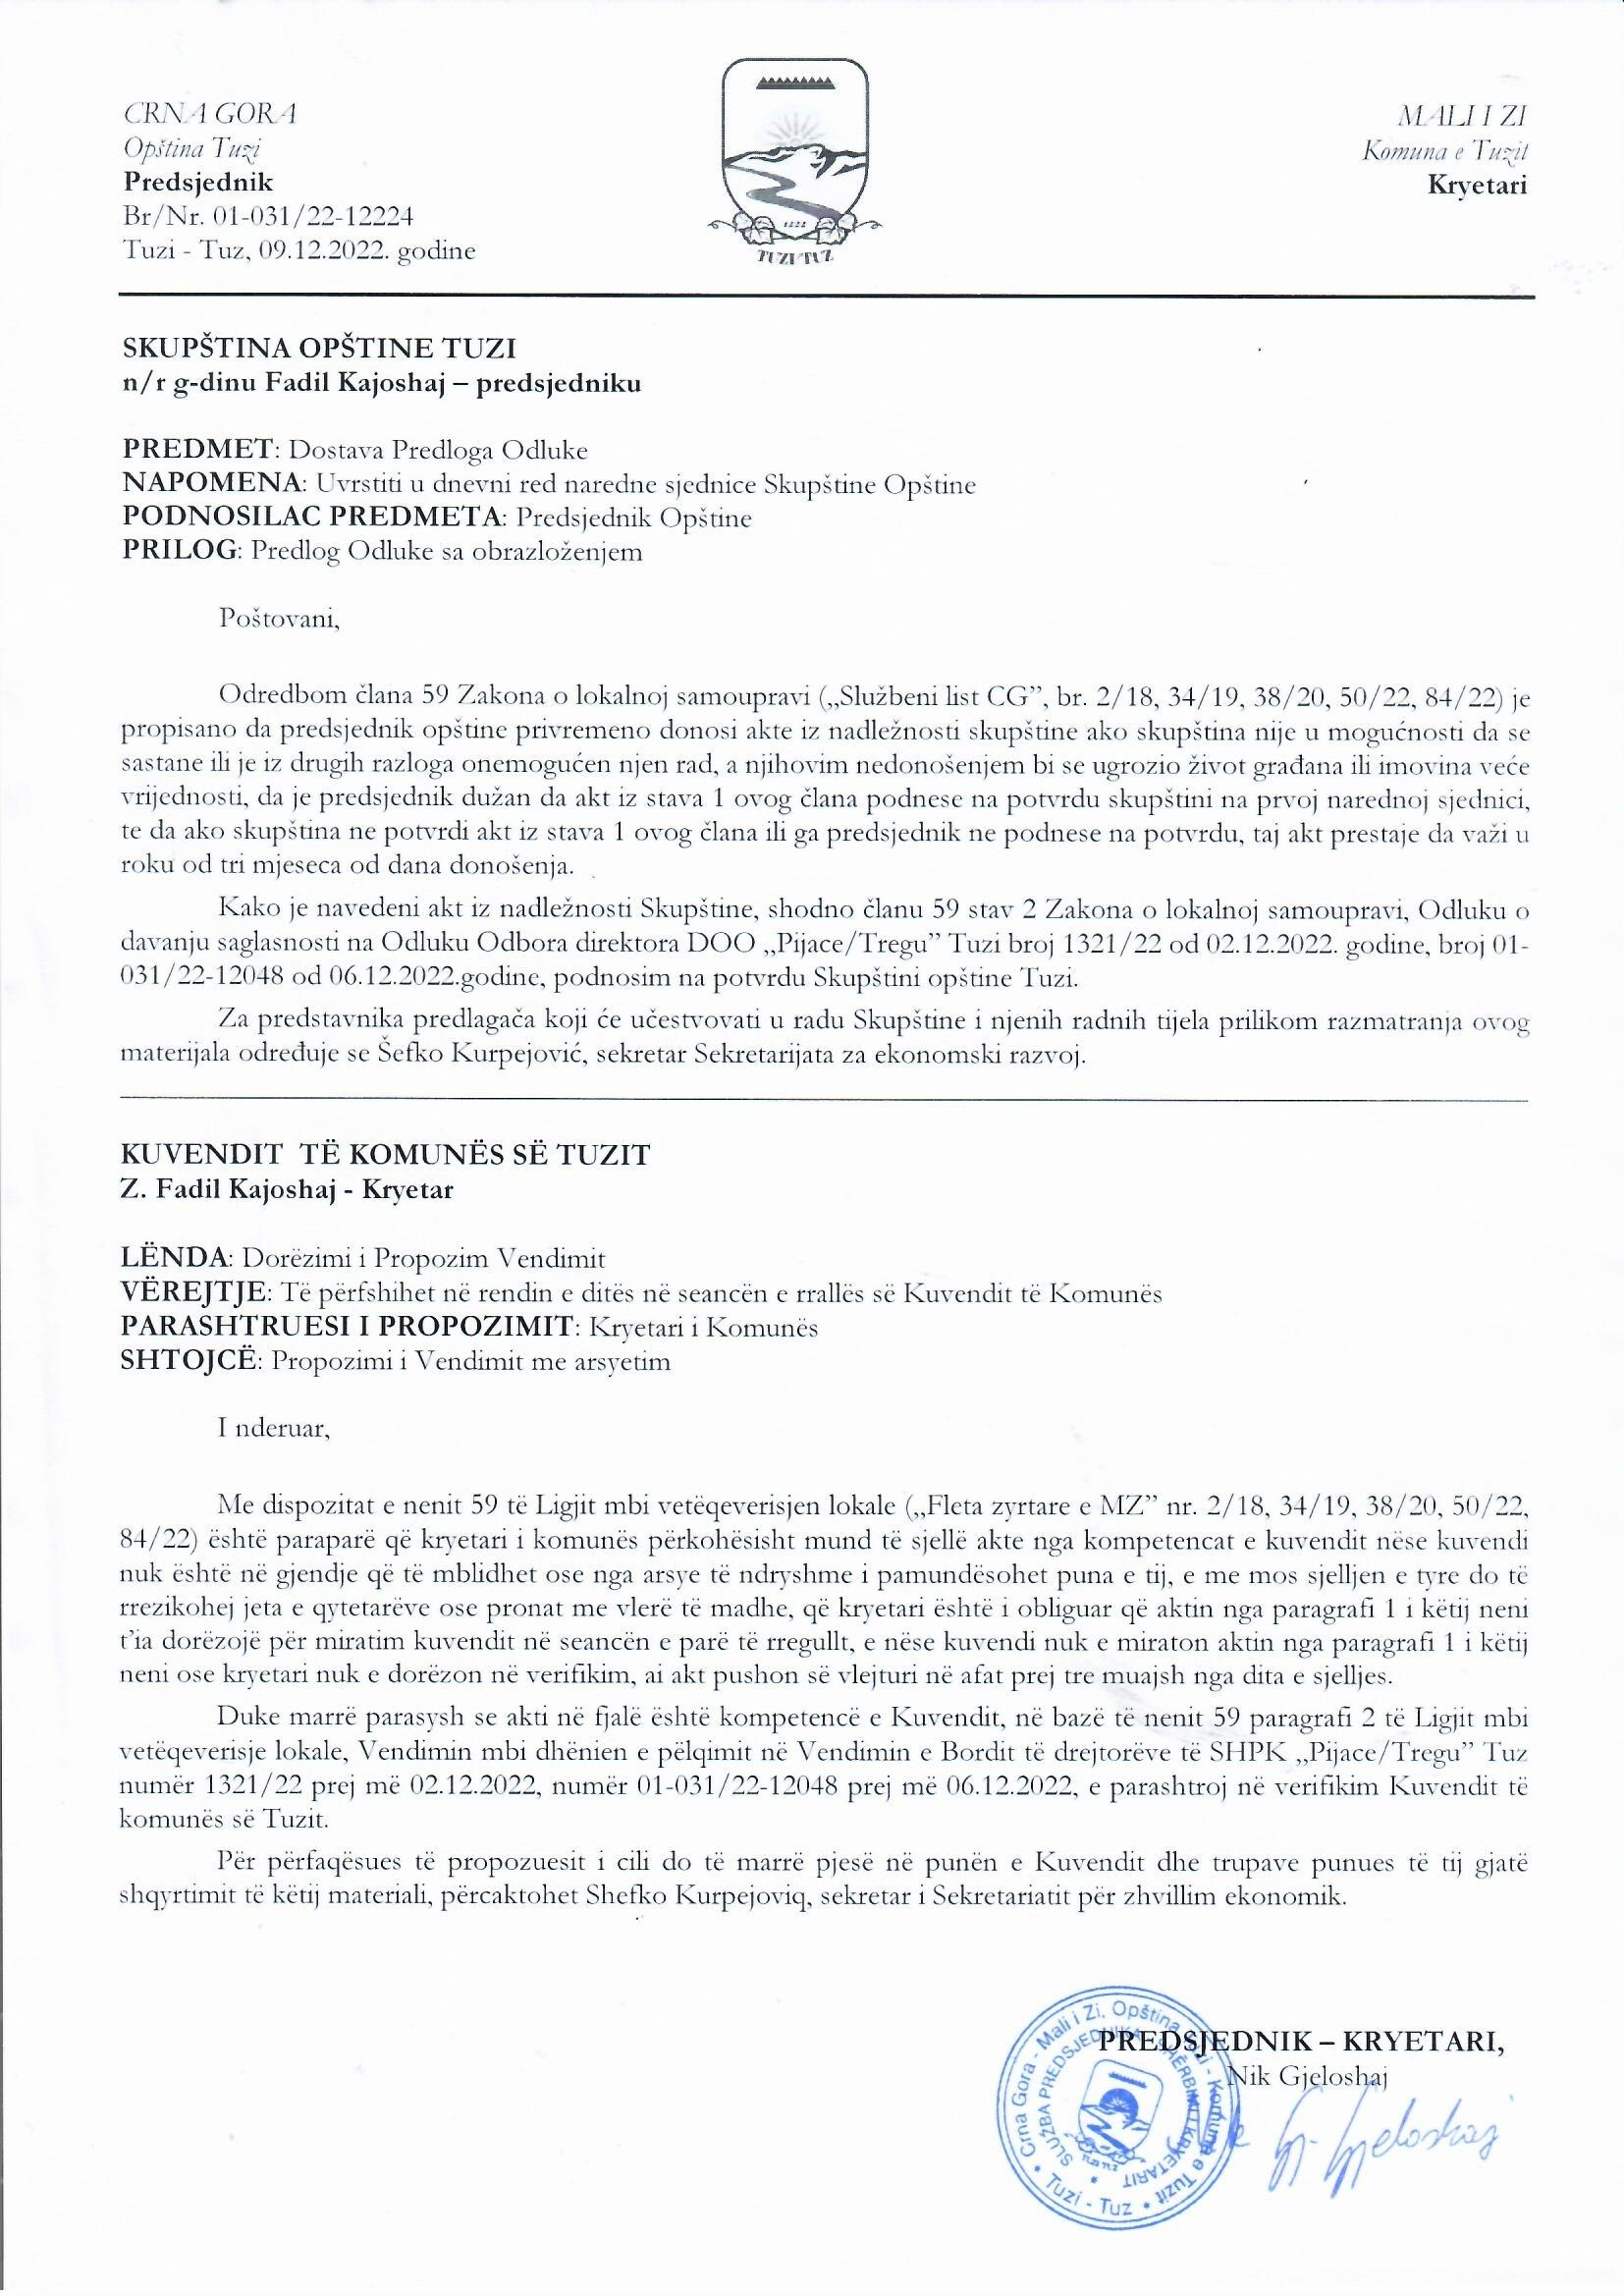 CRNA GORA
Opština Tuzi
Predsjednik
Br/Nr. 01-031/22-12224
Tuzi - Tuz, 09.12.2022. godine
1222
TUZI TUZ
MALI I ZI
Komuna e Tuzit
Kryetari
SKUPŠTINA OPŠTINE TUZI
n/r g-dinu Fadil Kajoshaj – predsjedniku
PREDMET: Dostava Predloga Odluke
NAPOMENA: Uvrstiti u dnevni red naredne sjednice Skupštine Opštine
PODNOSILAC PREDMETA: Predsjednik Opštine
PRILOG: Predlog Odluke sa obrazloženjem
Poštovani,
Odredbom člana 59 Zakona o lokalnoj samoupravi („Službeni list CG”, br. 2/18, 34/19, 38/20, 50/22, 84/22) je
propisano da predsjednik opštine privremeno donosi akte iz nadležnosti skupštine ako skupština nije u mogućnosti da se
sastane ili je iz drugih razloga onemogućen njen rad, a njihovim nedonošenjem bi se ugrozio život građana ili imovina veće
vrijednosti, da je predsjednik dužan da akt iz stava 1 ovog člana podnese na potvrdu skupštini na prvoj narednoj sjednici,
te da ako skupština ne potvrdi akt iz stava 1 ovog člana ili ga predsjednik ne podnese na potvrdu, taj akt prestaje da važi u
roku od tri mjeseca od dana donošenja.
Kako je navedeni akt iz nadležnosti Skupštine, shodno članu 59 stav 2 Zakona o lokalnoj samoupravi, Odluku o
davanju saglasnosti na Odluku Odbora direktora DOO „Pijace/Tregu” Tuzi broj 1321/22 od 02.12.2022. godine, broj 01-
031/22-12048 od 06.12.2022.godine, podnosim na potvrdu Skupštini opštine Tuzi.
Za predstavnika predlagača koji će učestvovati u radu Skupštine i njenih radnih tijela prilikom razmatranja ovog
materijala određuje se Šefko Kurpejović, sekretar Sekretarijata za ekonomski razvoj.
KUVENDIT TË KOMUNËS SË TUZIT
Z. Fadil Kajoshaj - Kryetar
LËNDA: Dorëzimi i Propozim Vendimit
VËREJTJE: Të përfshihet në rendin e ditës në seancën e rrallës së Kuvendit të Komunës
PARASHTRUESI I PROPOZIMIT: Kryetari i Komunës
SHTOJCË: Propozimi i Vendimit me arsyetim
I nderuar,
Me dispozitat e nenit 59 të Ligjit mbi vetëqeverisjen lokale („Fleta zyrtare e MZ” nr. 2/18, 34/19, 38/20, 50/22,
84/22) është paraparë që kryetari i komunës përkohësisht mund të sjellë akte nga kompetencat e kuvendit nëse kuvendi
nuk është në gjendje që të mblidhet ose nga arsye të ndryshme i pamundësohet puna e tij, e me mos sjelljen e tyre do të
rrezikohej jeta e qytetarëve ose pronat me vlerë të madhe, që kryetari është i obliguar që aktin nga paragrafi 1 i këtij neni
t’ia dorëzojë për miratim kuvendit në seancën e parë të rregullt, e nëse kuvendi nuk e miraton aktin nga paragrafi 1 i këtij
neni ose kryetari nuk e dorëzon në verifikim, ai akt pushon së vlejturi në afat prej tre muajsh nga dita e sjelljes.
Duke marrë parasysh se akti në fjalë është kompetencë e Kuvendit, në bazë të nenit 59 paragrafi 2 të Ligjit mbi
vetëqeverisje lokale, Vendimin mbi dhënien e pëlqimit në Vendimin e Bordit të drejtorëve të SHPK „Pijace/Tregu” Tuz
numër 1321/22 prej më 02.12.2022, numër 01-031/22-12048 prej më 06.12.2022, e parashtroj në verifikim Kuvendit të
komunës së Tuzit.
Për përfaqësues të propozuesit i cili do të marrë pjesë në punën e Kuvendit dhe trupave punues të tij gjatë
shqyrtimit të këtij materiali, përcaktohet Shefko Kurpejoviq, sekretar i Sekretariatit për zhvillim ekonomik.
PREDSJEDNIK – KRYETARI,
Nik Gjeloshaj
Crna Gora - Mali i Zi, Opština Tuzi - Komuna e Tuzit • Tuzi - Tuz •
SLUŽBA PREDSJEDNIKA - SHËRBIMI I KRYETARIT
Gjeloshaj